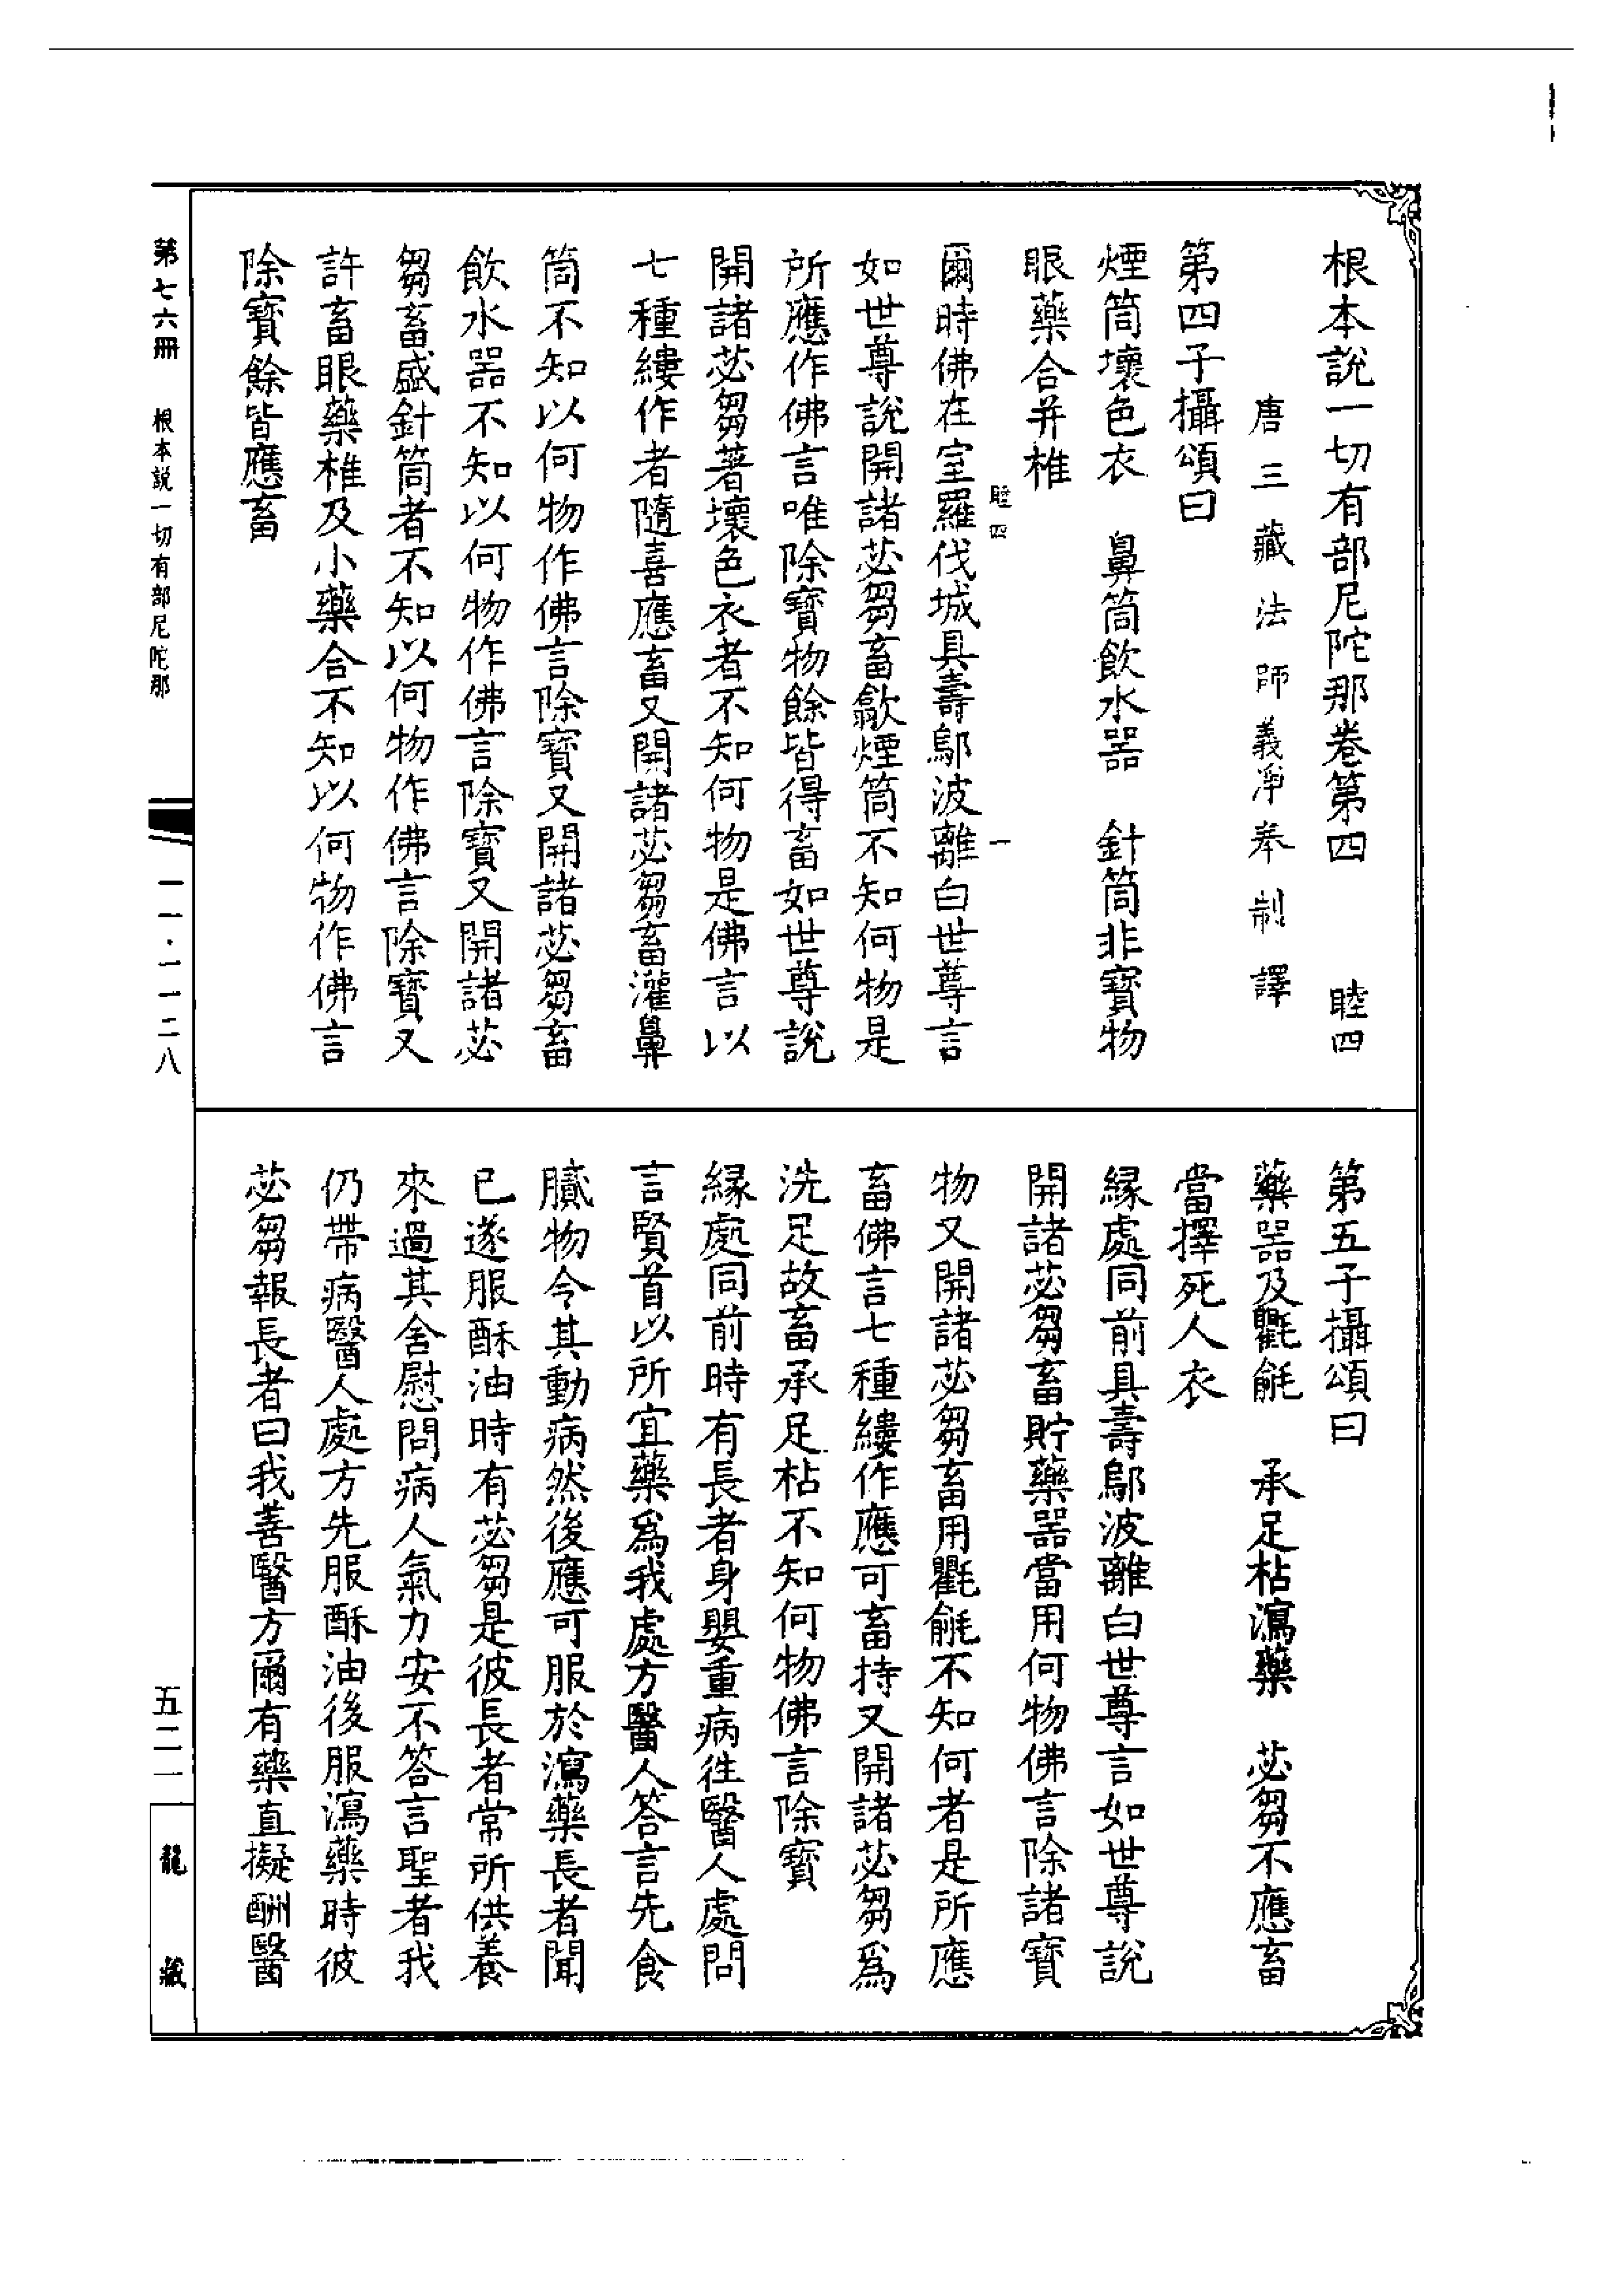 根本說一切有部尼陀那卷第四　睦四
唐三藏法師義淨奉制譯
第四子攝頌曰
煙筒壞色衣　鼻筒飲水器　針筒非寶物
眼藥合并椎
睦四　一
爾時佛在室羅伐城具壽鄔波離白世尊言
如世尊說開諸苾芻畜歙煙筒不知何物是
所應作佛言唯除寶物餘皆得畜如世尊說
開諸苾芻著壞色衣者不知何物是佛言以
七種縷作者隨喜應畜又開諸苾芻畜灌鼻
筒不知以何物作佛言除寶又開諸苾芻畜
飲水器不知以何物作佛言除寶又開諸苾
芻畜盛針筒者不知以何物作佛言除寶又
許畜眼藥椎及小藥合不知以何物作佛言
除寶餘皆應畜
第五子攝頌曰
藥器及氍毹　承足枯瀉藥　苾芻不應畜
當擇死人衣
緣處同前具壽鄔波離白世尊言如世尊說
開諸苾芻畜貯藥器當用何物佛言除諸寶
物又開諸苾芻畜用氍毹不知何者是所應
畜佛言七種縷作應可畜持又開諸苾芻為
洗足故畜承足枯不知何物佛言除寶
緣處同前時有長者身嬰重病往醫人處問
言賢首以所宜藥為我處方醫人答言先食
膩物令其動病然後應可服於瀉藥長者聞
已遂服酥油時有苾芻是彼長者常所供養
來過其舍慰問病人氣力安不答言聖者我
仍帶病醫人處方先服酥油後服瀉藥時彼
苾芻報長者曰我善醫方爾有藥直擬酬醫
第七六冊　根本說一切有部尼陀那
一一·一一二八
五二一
龍藏